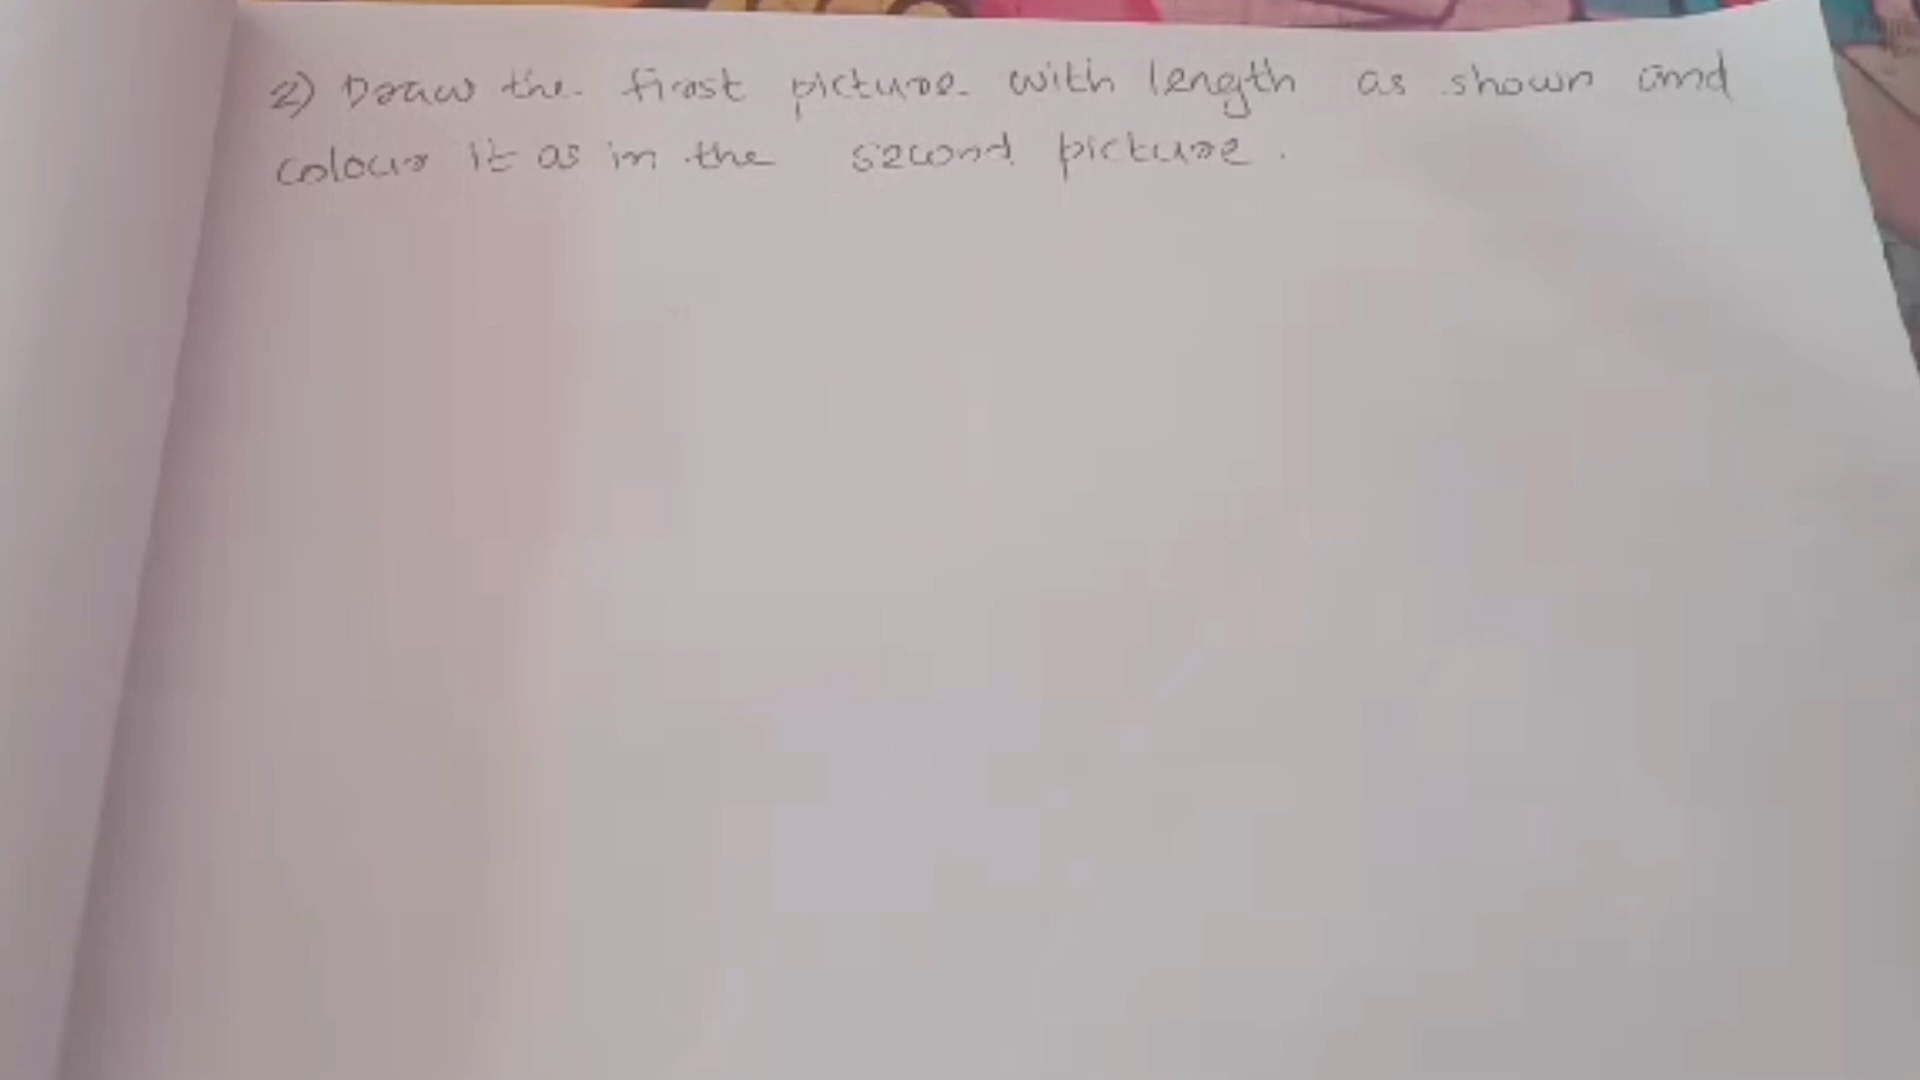 2) Draw the first picture with length as shown and
colour it as in the second picture.